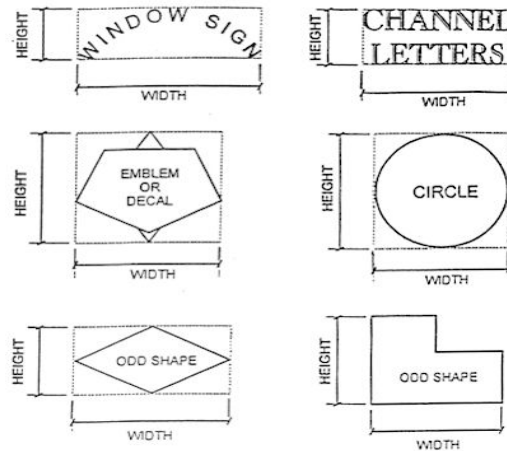 HEIGHT
WINDOW SIGN
WIDTH
HEIGHT
CHANNEL
LETTERS
WIDTH
HEIGHT
EMBLEM
OR
DECAL
WIDTH
HEIGHT
CIRCLE
WIDTH
HEIGHT
ODD SHAPE
WIDTH
HEIGHT
ODD SHAPE
WIDTH